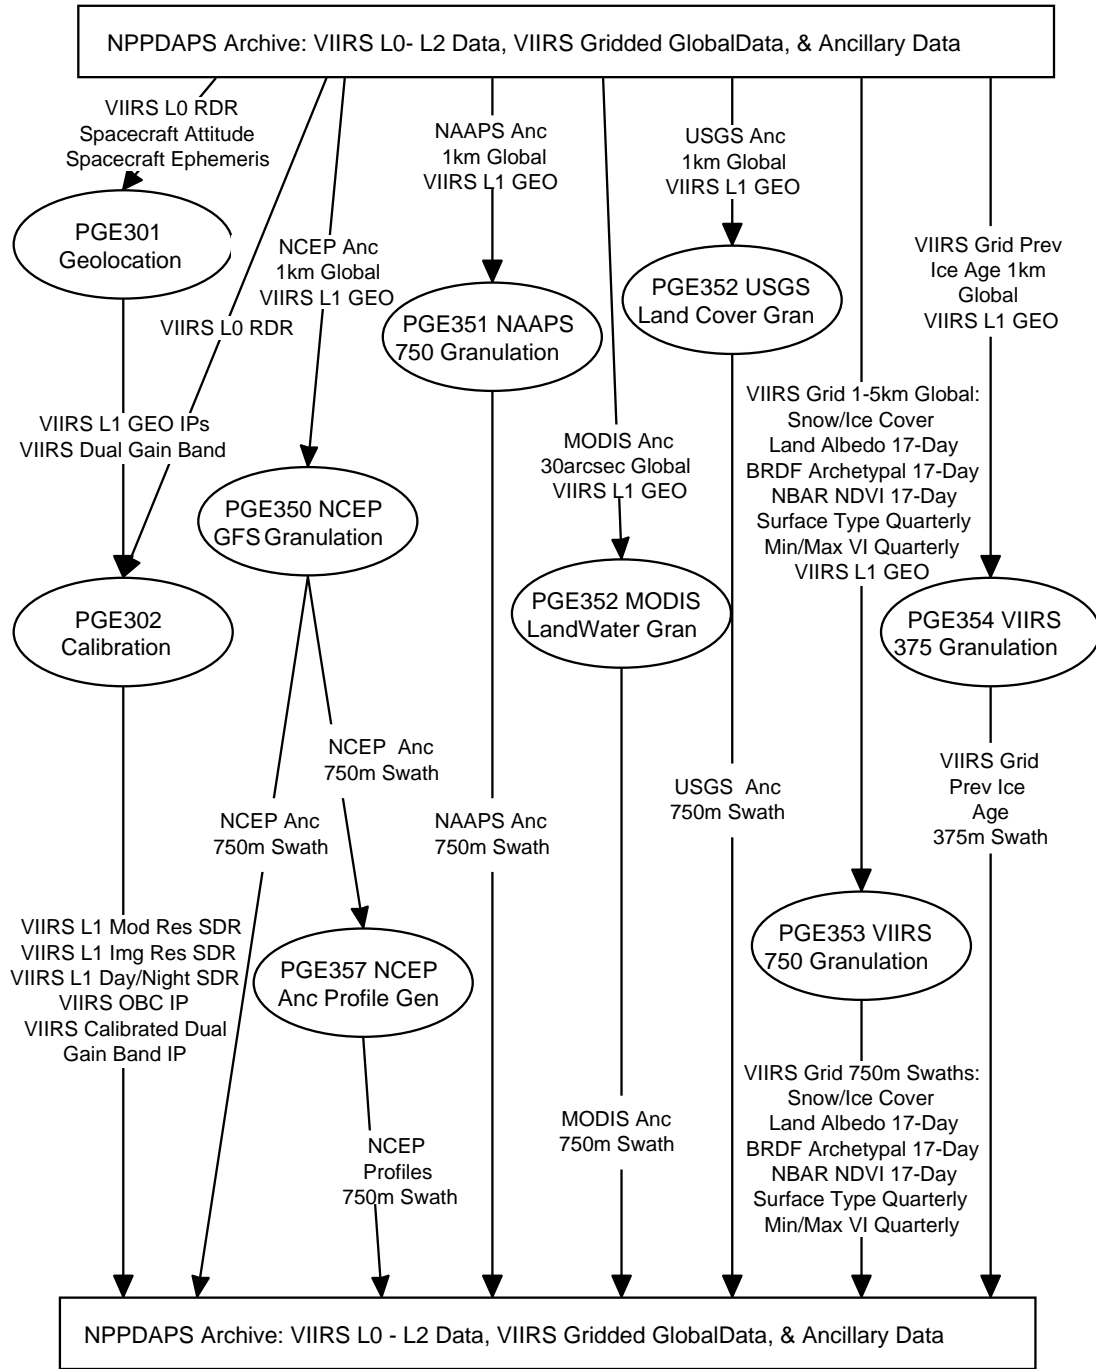 NPPDAPS Archive: VIIRS L0- L2 Data, VIIRS Gridded GlobalData, & Ancillary Data
VIIRS L0 RDR
Spacecraft Attitude
Spacecraft Ephemeris
NAAPS Anc
1km Global
VIIRS L1 GEO
USGS Anc
1km Global
VIIRS L1 GEO
PGE301
Geolocation
NCEP Anc
1km Global
VIIRS L1 GEO
VIIRS Grid Prev
Ice Age 1km
Global
VIIRS L1 GEO
PGE352 USGS
Land Cover Gran
PGE351 NAAPS
750 Granulation
VIIRS L0 RDR
VIIRS L1 GEO IPs
VIIRS Dual Gain Band
MODIS Anc
30arcsec Global
VIIRS L1 GEO
VIIRS Grid 1-5km Global:
Snow/Ice Cover
Land Albedo 17-Day
BRDF Archetypal 17-Day
NBAR NDVI 17-Day
Surface Type Quarterly
Min/Max VI Quarterly
VIIRS L1 GEO
PGE350 NCEP
GFS Granulation
PGE302
Calibration
PGE352 MODIS
LandWater Gran
PGE354 VIIRS
375 Granulation
NCEP Anc
750m Swath
NCEP Anc
750m Swath
NAAPS Anc
750m Swath
USGS Anc
750m Swath
VIIRS Grid
Prev Ice
Age
375m Swath
VIIRS L1 Mod Res SDR
VIIRS L1 Img Res SDR
VIIRS L1 Day/Night SDR
VIIRS OBC IP
VIIRS Calibrated Dual
Gain Band IP
PGE357 NCEP
Anc Profile Gen
PGE353 VIIRS
750 Granulation
NCEP
Profiles
750m Swath
MODIS Anc
750m Swath
VIIRS Grid 750m Swaths:
Snow/Ice Cover
Land Albedo 17-Day
BRDF Archetypal 17-Day
NBAR NDVI 17-Day
Surface Type Quarterly
Min/Max VI Quarterly
NPPDAPS Archive: VIIRS L0 - L2 Data, VIIRS Gridded GlobalData, & Ancillary Data